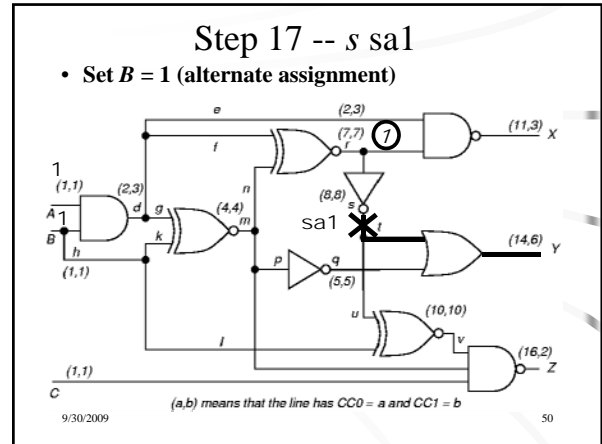 Step 17 -- s sa1
• Set B = 1 (alternate assignment)
e
(2,3)
(11,3)
X
f
(7,7)
r
1
1
(1,1)
(2,3)
n
(8,8)
A
1
d
g
(4,4)
m
s
B
k
sa1
t
(14,6)
Y
h
(1,1)
p
q
(5,5)
u
(10,10)
l
v
(16,2)
(1,1)
Z
C
(a,b) means that the line has CC0 = a and CC1 = b
9/30/2009
50